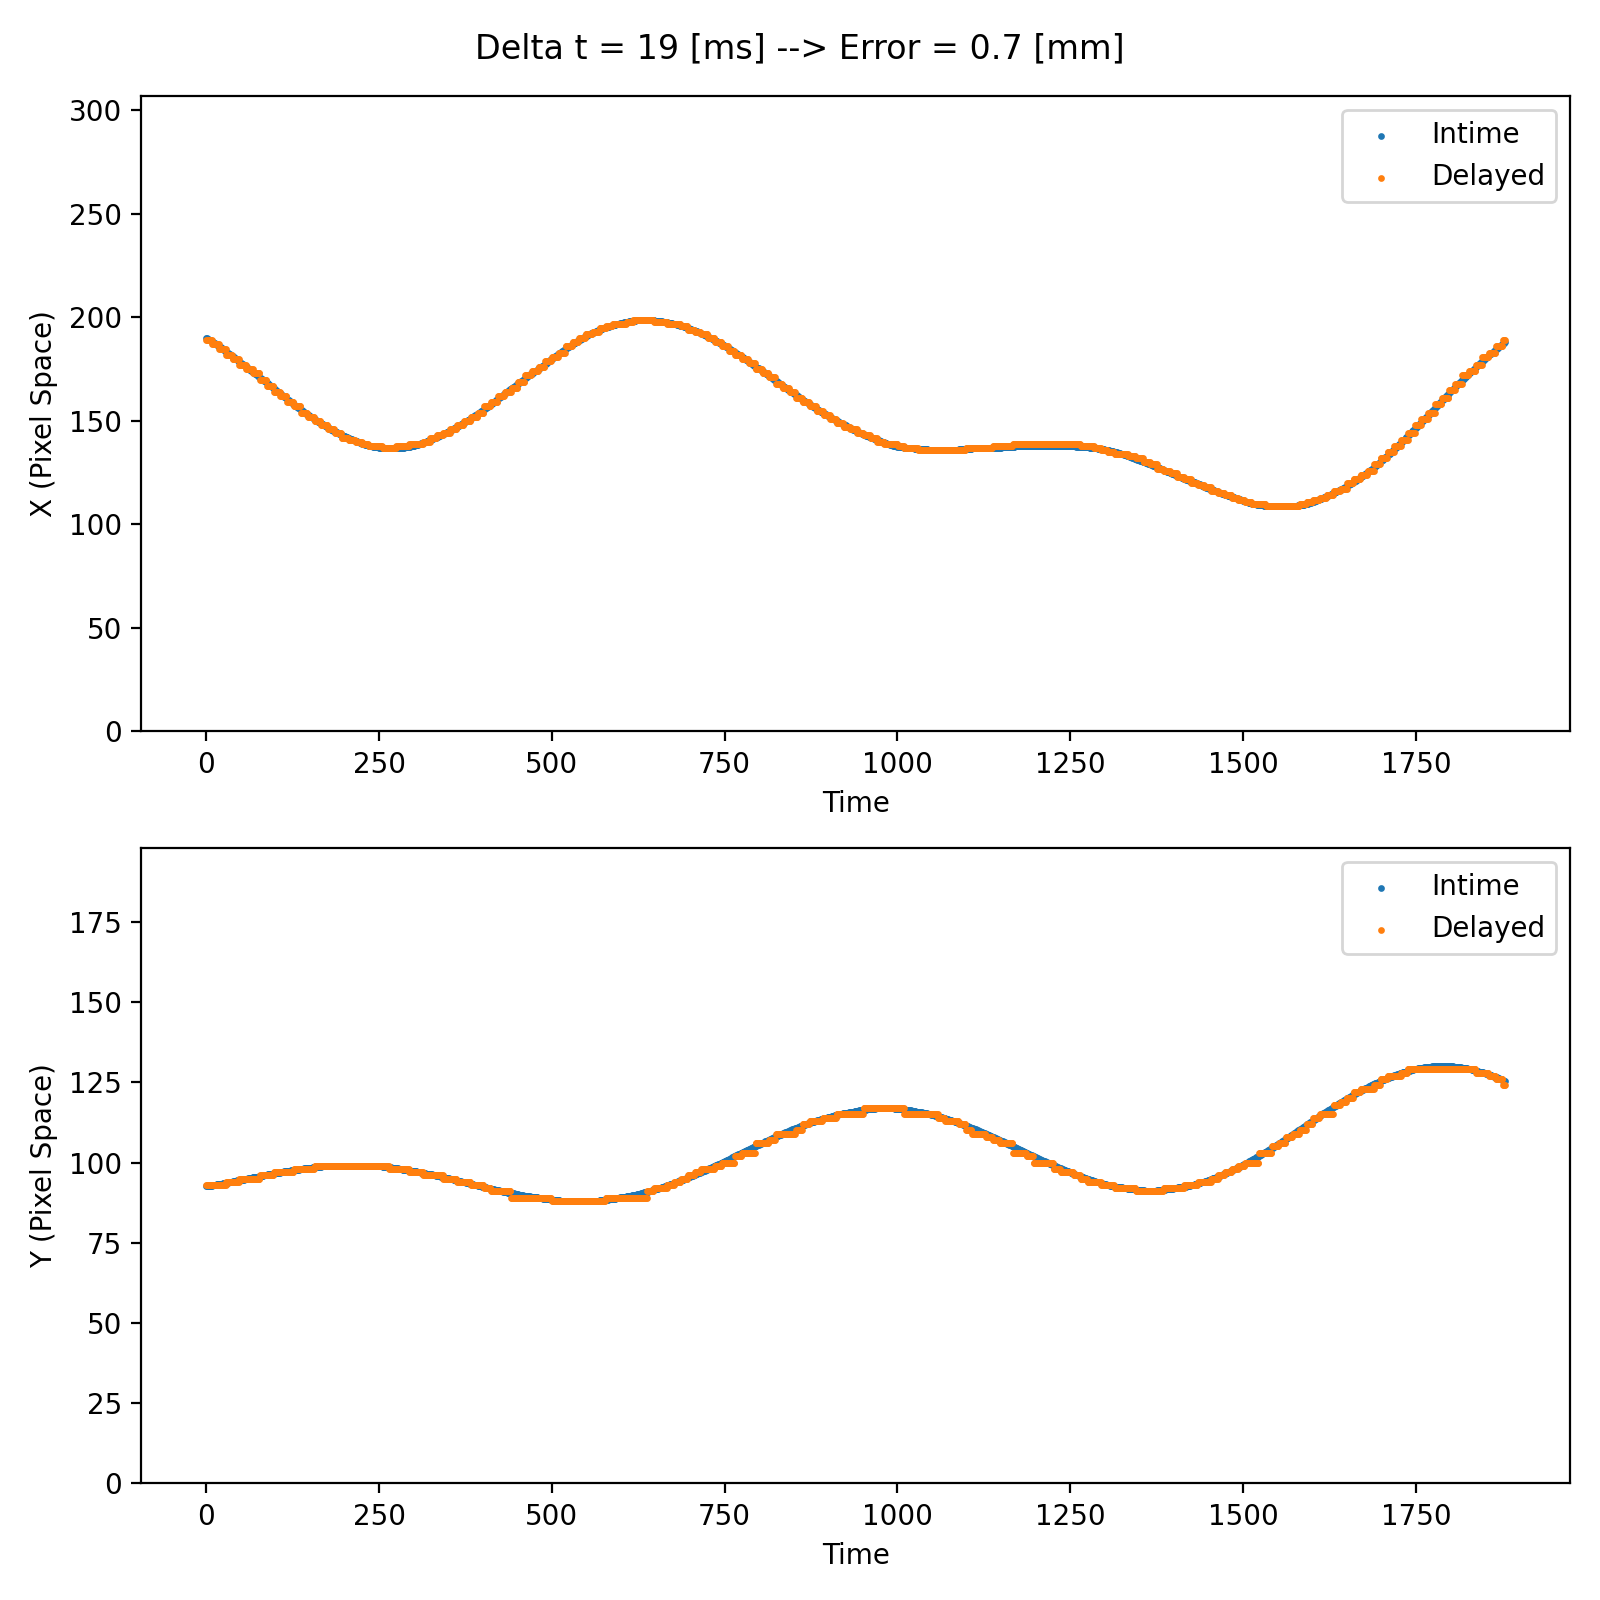 Delta t = 19 [ms] --> Error = 0.7 [mm]
300
250
200
150
100
50
0
X (Pixel Space)
Intime
Delayed
0 250 500 750 1000 1250 1500 1750
Time
175
150
125
100
75
50
25
0
Y (Pixel Space)
Intime
Delayed
0 250 500 750 1000 1250 1500 1750
Time